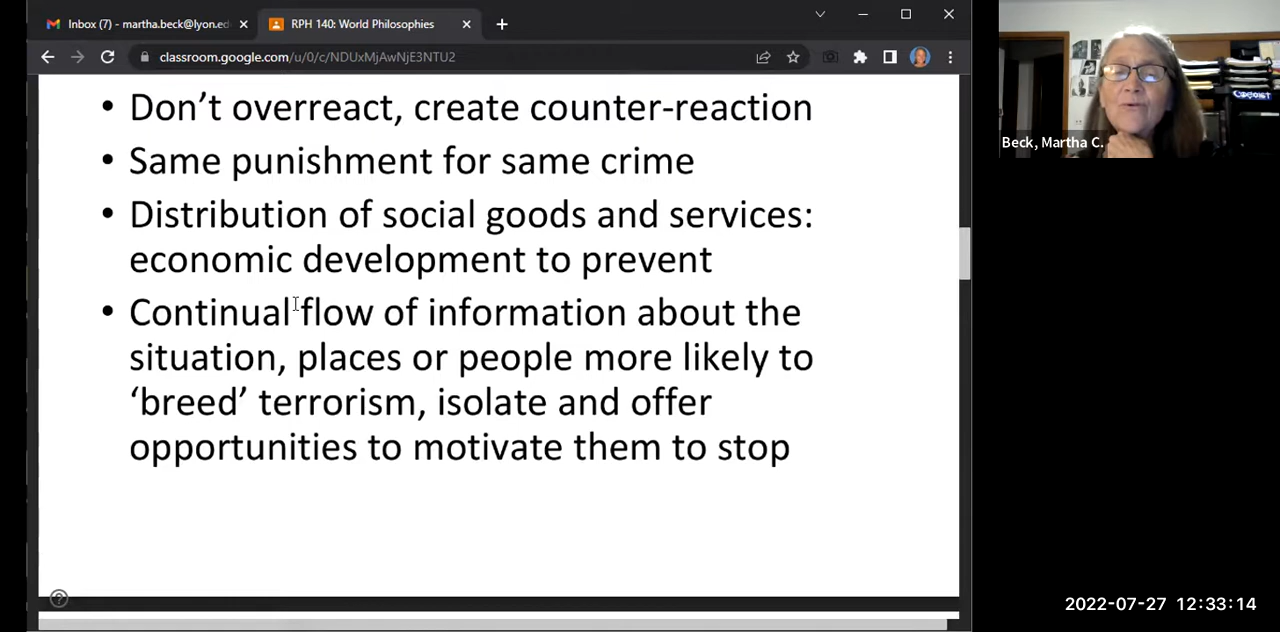 Inbox (7) - martha.beck@lyon.ed
RPH 140: World Philosophies
classroom.google.com/u/0/c/NDUxMjAwNjE3NTU2
• Don’t overreact, create counter-reaction
• Same punishment for same crime
• Distribution of social goods and services:
economic development to prevent
• Continual flow of information about the
situation, places or people more likely to
‘breed’ terrorism, isolate and offer
opportunities to motivate them to stop
Beck, Martha C.
2022-07-27 12:33:14